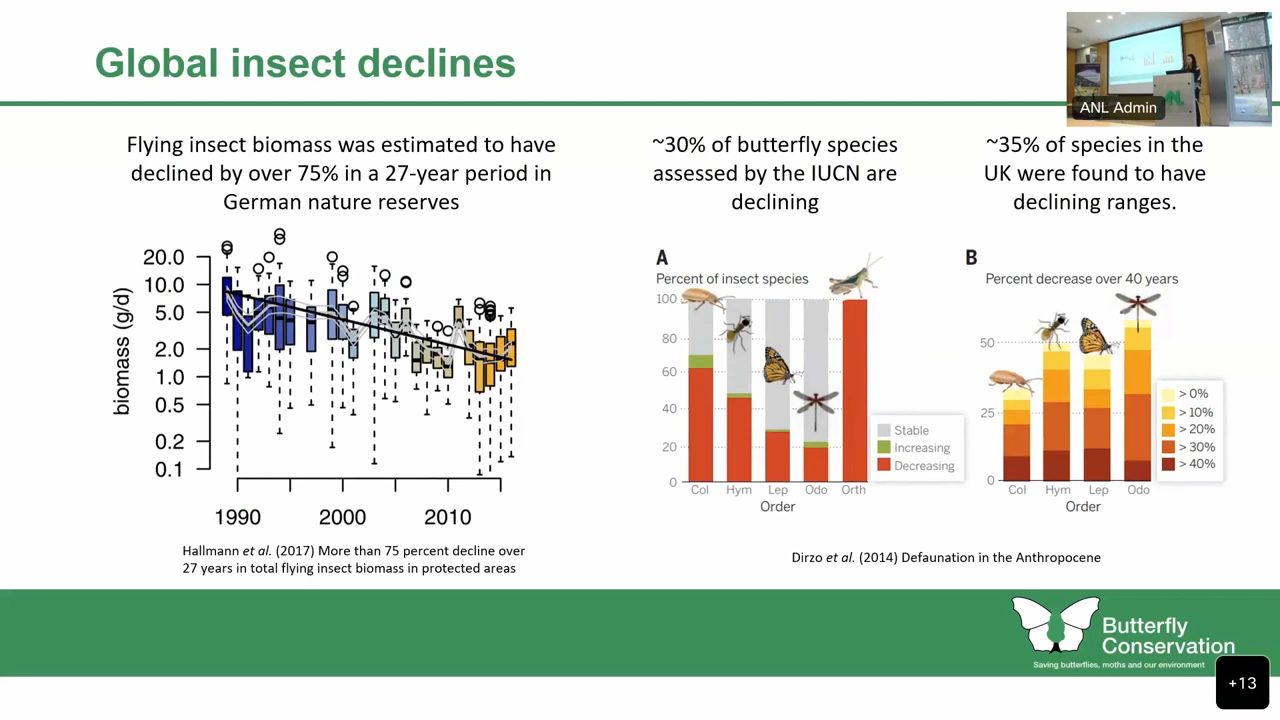 Global insect declines
ANL Admin
Flying insect biomass was estimated to have
declined by over 75% in a 27-year period in
German nature reserves
~30% of butterfly species
assessed by the IUCN are
declining
~35% of species in the
UK were found to have
declining ranges.
biomass (g/d)
20.0
10.0
5.0
2.0
1.0
0.5
0.2
0.1
1990
2000
2010
Hallmann et al. (2017) More than 75 percent decline over
27 years in total flying insect biomass in protected areas
A
Percent of insect species
100
80
60
40
20
0
Col
Hym
Lep
Odo
Orth
Order
Stable
Increasing
Decreasing
B
Percent decrease over 40 years
50
25
0
Col
Hym
Lep
Odo
Order
> 0%
> 10%
> 20%
> 30%
> 40%
Dirzo et al. (2014) Defaunation in the Anthropocene
Butterfly
Conservation
Saving butterflies, moths and our environment
+13